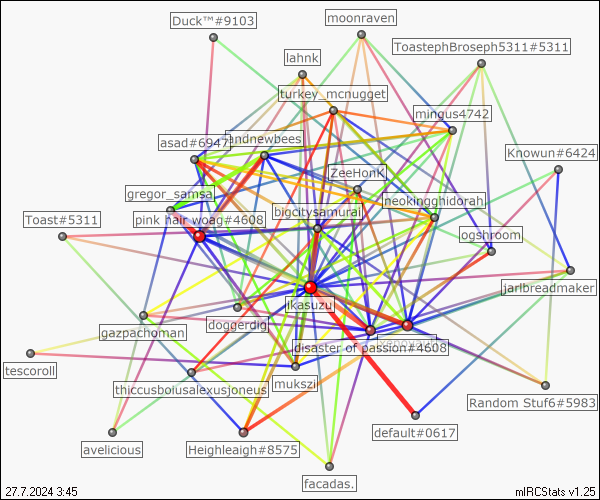 moonraven
Duck™#9103
ToastephBroseph5311#5311
lahnk
turkey_mcnugget
mingus4742
andnewbees
asad#6947
Knowun#6424
ZeeHonK
gregor_samsa
neokingghidorah
bigcitysamurai
pink hair woag#4608
Toast#5311
ogshroom
jarlbreadmaker
ikasuzu
doggerdig
gazpachoman
disaster of passion#4608
tescoroll
mukszi
thiccusboiusalexusjoneus
Random Stuf6#5983
default#0617
avelicious
Heighleigh#8575
facadas.
27.7.2024 3:45
mIRCStats v1.25